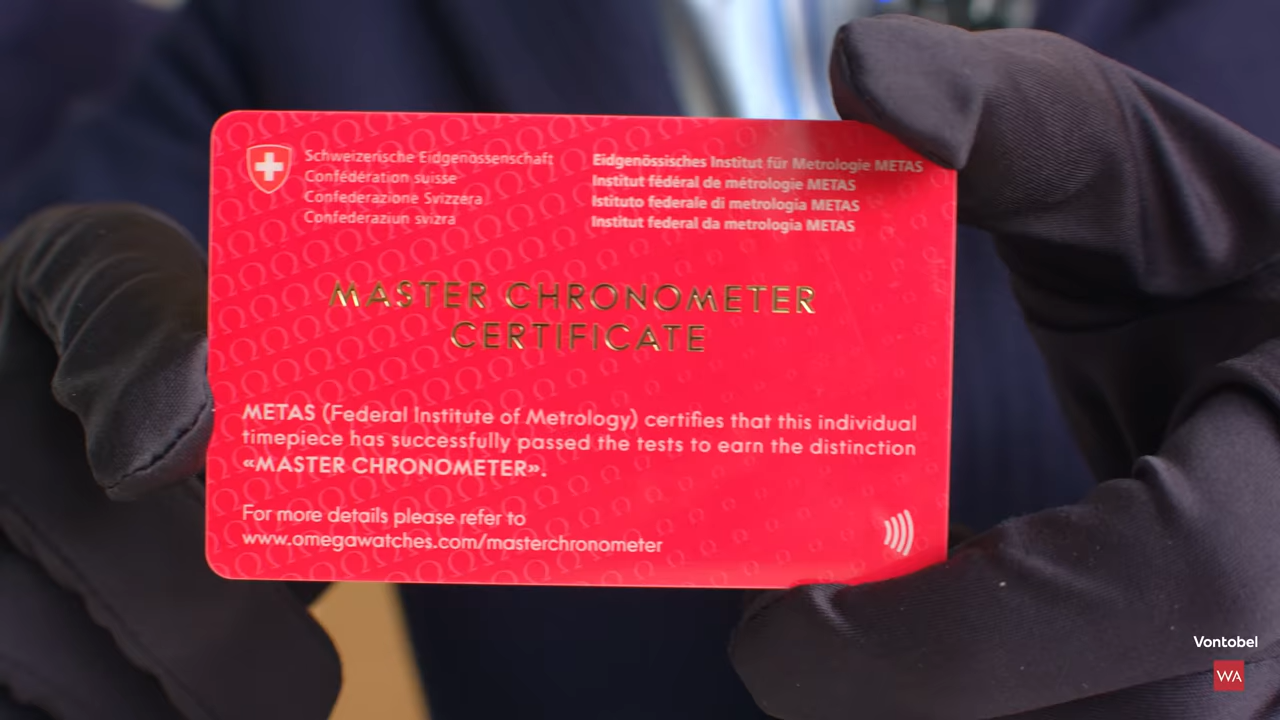 Schweizerische Eidgenossenschaft
Confédération suisse
Confederazione Svizzera
Confederaziun svizra
Eidgenössisches Institut für Metrologie METAS
Institut fédéral de métrologie METAS
Istituto federale di metrologia METAS
Institut federal da metrologia METAS
MASTER CHRONOMETER
CERTIFICATE
METAS (Federal Institute of Metrology) certifies that this individual
timepiece has successfully passed the tests to earn the distinction
«MASTER CHRONOMETER».
For more details please refer to
www.omegawatches.com/masterchronometer
Vontobel
WA